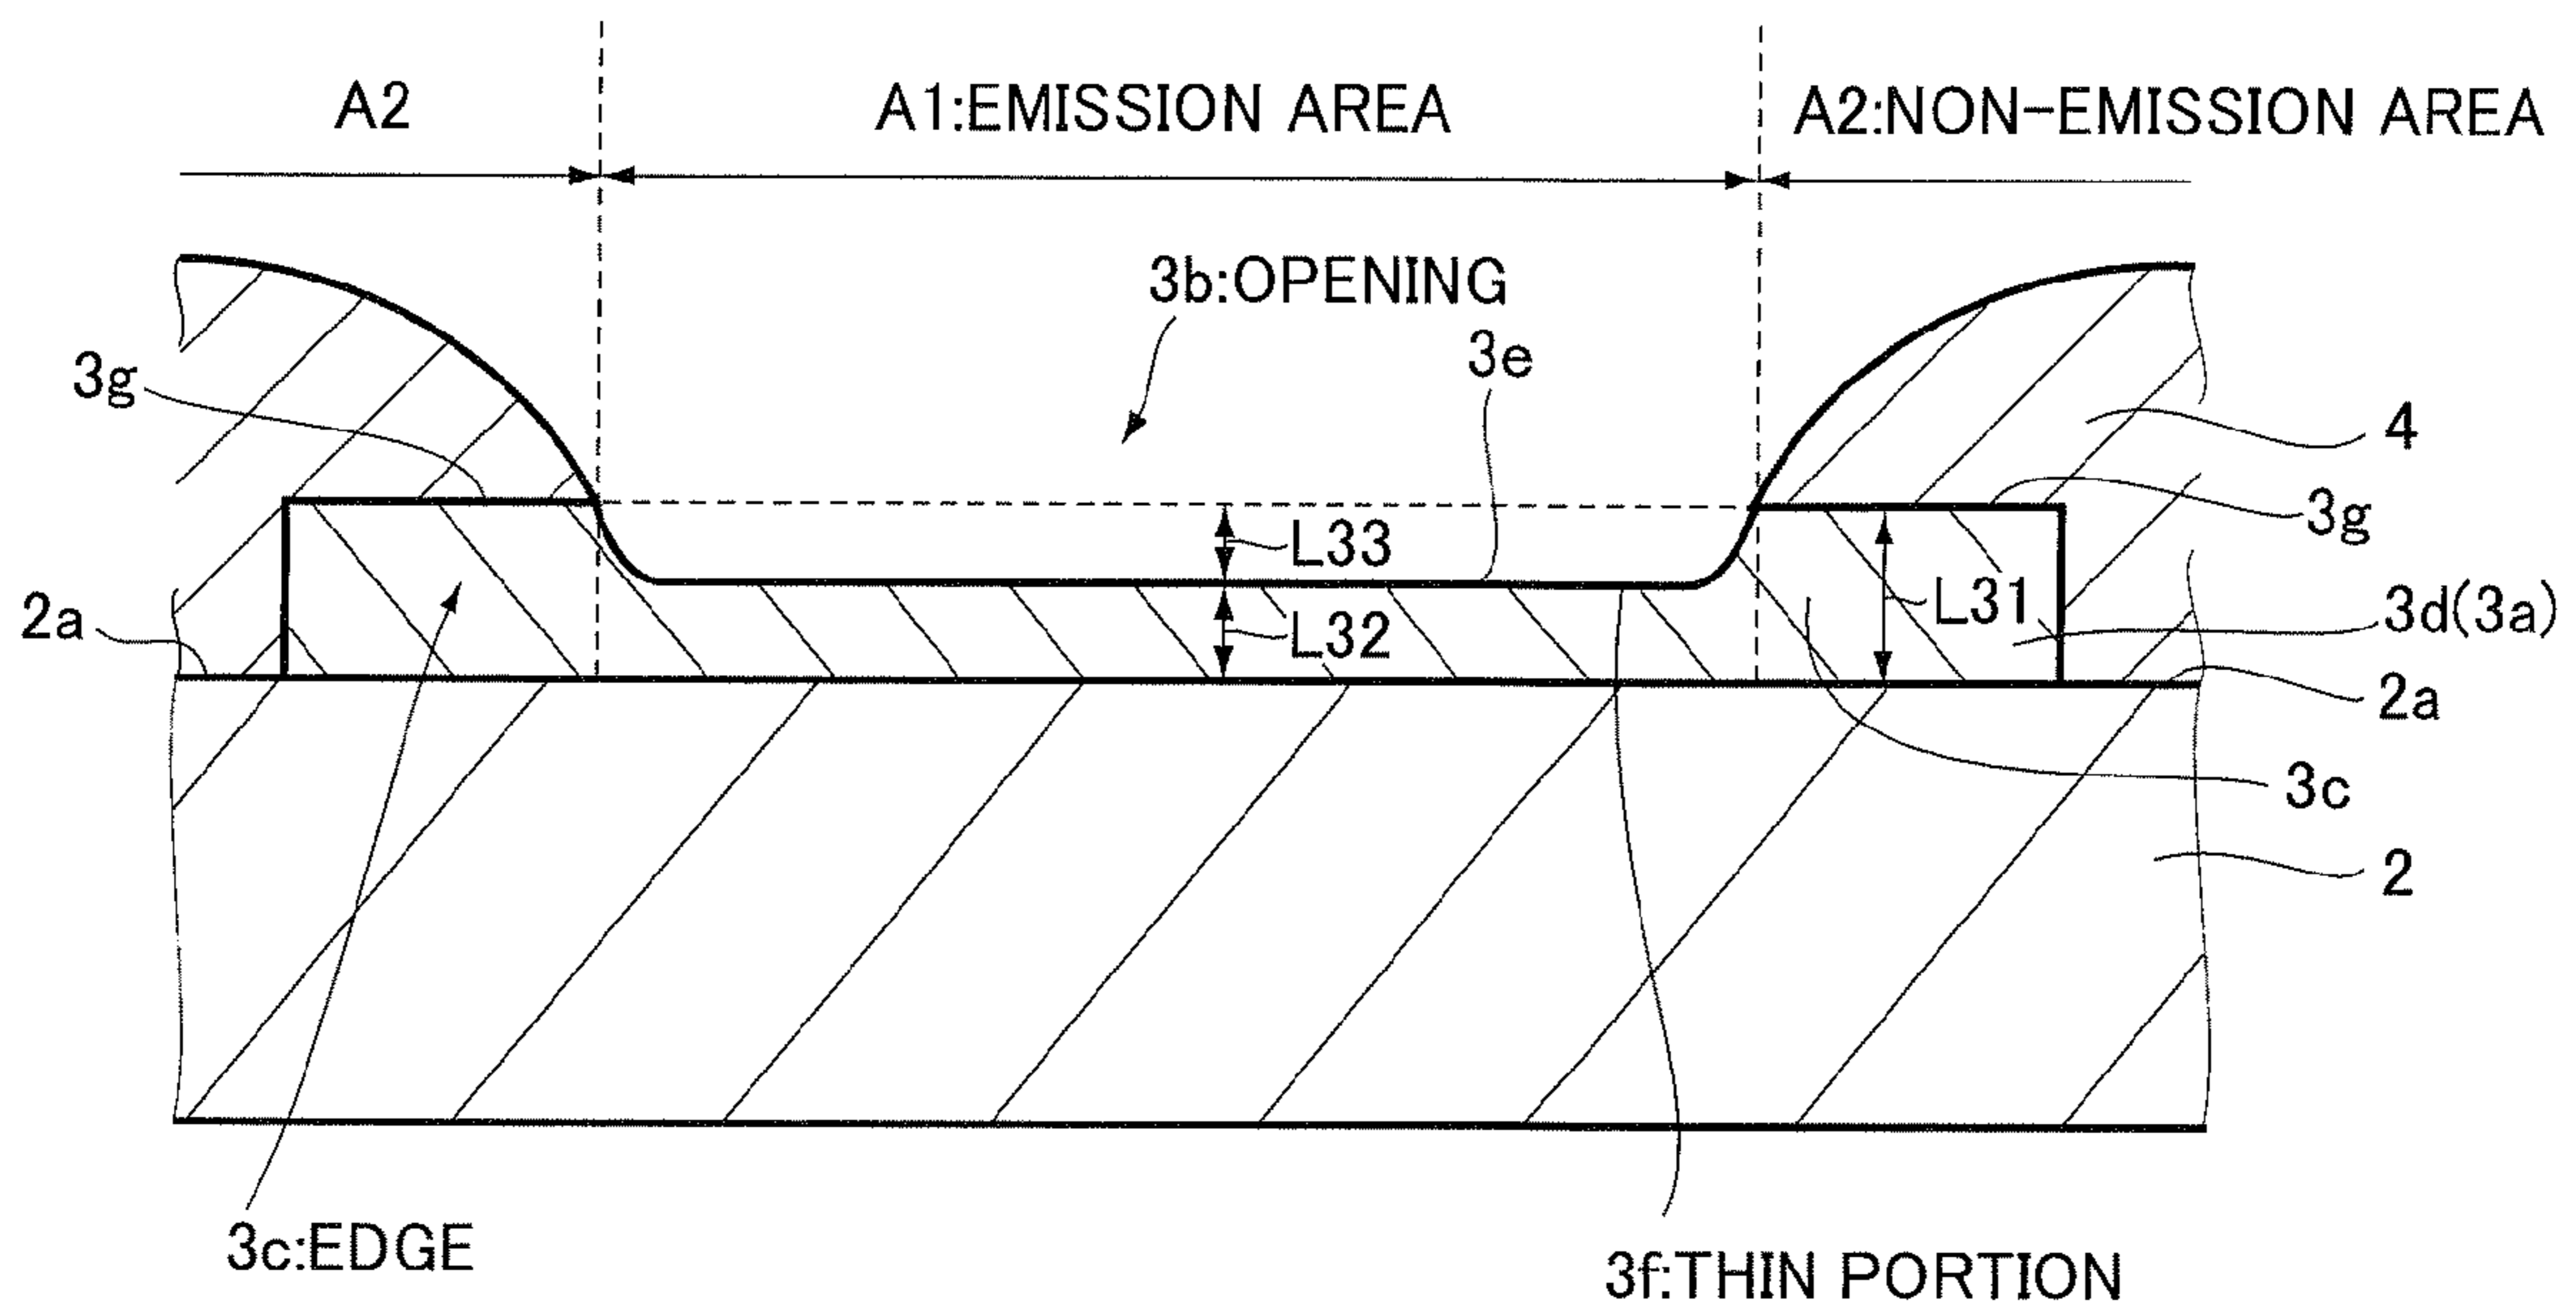 A2
A1:EMISSION AREA
A2:NON-EMISSION AREA
3b:OPENING
3e
3g
4
3g
L33
L31
3d(3a)
2a
L32
2a
3c
2
3c:EDGE
3f:THIN PORTION